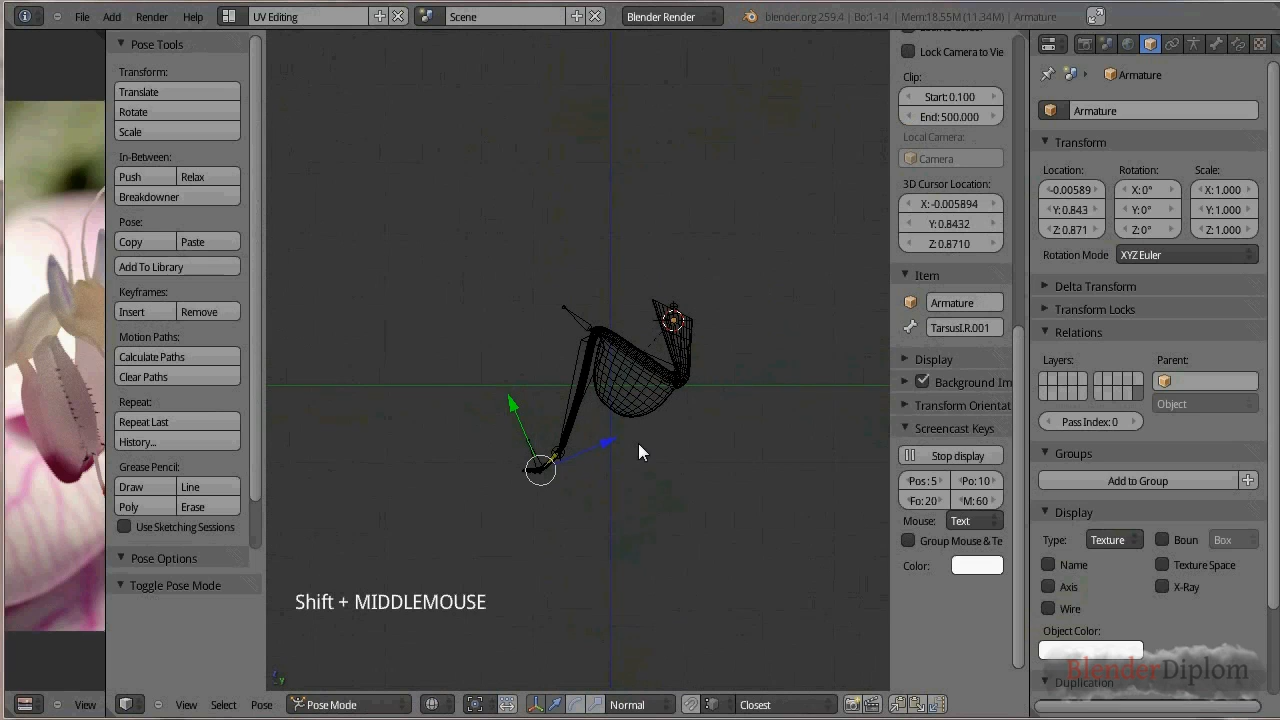 File Add Render Help UV Editing Scene Blender Render blender.org 259.4 | Bo:1-14 | Mem:18.55M (11.34M) | Armature
Pose Tools
Transform:
Translate
Rotate
Scale
In-Between:
Push Relax
Breakdowner
Pose:
Copy Paste
Add To Library
Keyframes:
Insert Remove
Motion Paths:
Calculate Paths
Clear Paths
Repeat:
Repeat Last
History...
Grease Pencil:
Draw Line
Poly Erase
Use Sketching Sessions
Pose Options
Toggle Pose Mode
Shift + MIDDLEMOUSE
Lock Camera to Vie
Clip:
Start: 0.100
End: 500.000
Local Camera:
Camera
3D Cursor Location:
X: -0.005894
Y: 0.8432
Z: 0.8710
Item
Armature
TarsusI.R.001
Display
Background Im
Transform Orientat
Screencast Keys
Stop display
Pos: 5 Po: 10
Fo: 20 M: 60
Mouse: Text
Group Mouse & Te
Color:
Armature
Armature
Transform
Location: Rotation: Scale:
-0.00589 X: 0° X: 1.000
Y: 0.843 Y: 0° Y: 1.000
Z: 0.871 Z: 0° Z: 1.000
Rotation Mode XYZ Euler
Delta Transform
Transform Locks
Relations
Layers: Parent:
Object
Pass Index: 0
Groups
Add to Group
Display
Type: Texture Boun Box
Name Texture Space
Axis X-Ray
Wire
Object Color:
BlenderDiplom
Duplication
View View Select Pose Pose Mode Normal Closest
y